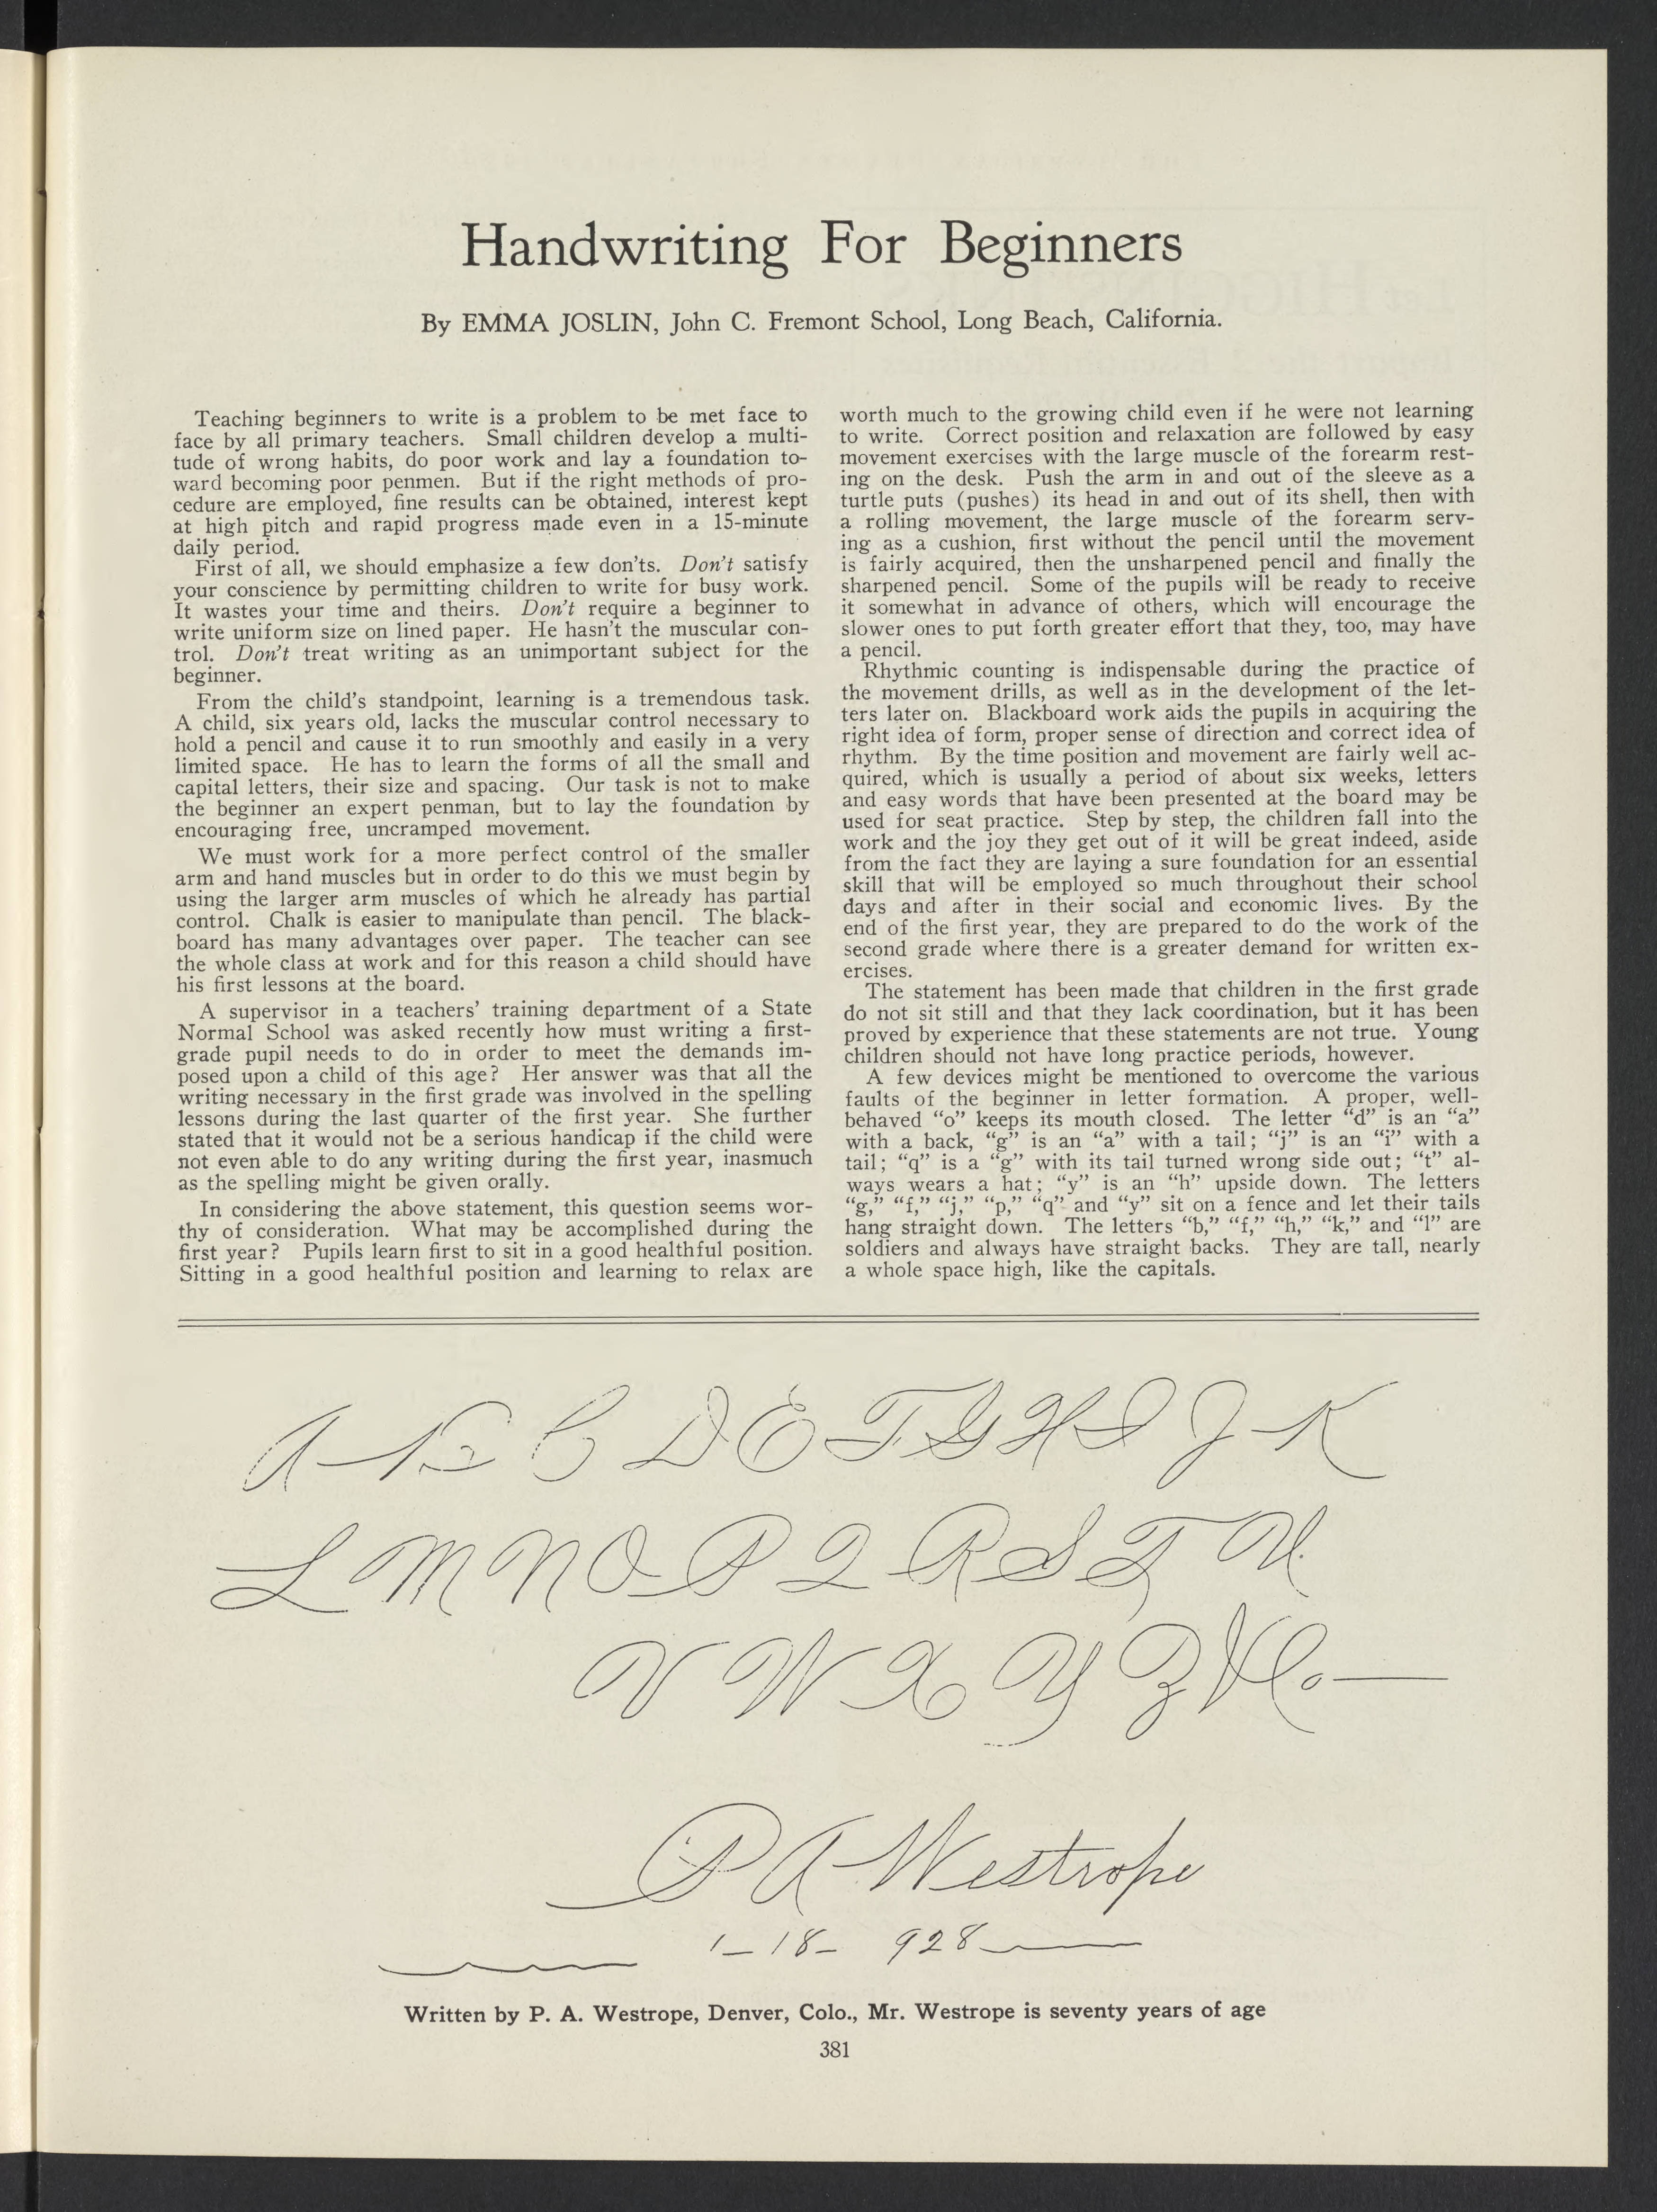 Handwriting For Beginners
By EMMA JOSLIN, John C. Fremont School, Long Beach, California.
Teaching beginners to write is a problem to be met face to
face by all primary teachers. Small children develop a multi-
tude of wrong habits, do poor work and lay a foundation to-
ward becoming poor penmen. But if the right methods of pro-
cedure are employed, fine results can be obtained, interest kept
at high pitch and rapid progress made even in a 15-minute
daily period.
First of all, we should emphasize a few don'ts. Don't satisfy
your conscience by permitting children to write for busy work.
It wastes your time and theirs. Don't require a beginner to
write uniform size on lined paper. He hasn't the muscular con-
trol. Don't treat writing as an unimportant subject for the
beginner.
From the child's standpoint, learning is a tremendous task.
A child, six years old, lacks the muscular control necessary to
hold a pencil and cause it to run smoothly and easily in a very
limited space. He has to learn the forms of all the small and
capital letters, their size and spacing. Our task is not to make
the beginner an expert penman, but to lay the foundation by
encouraging free, uncramped movement.
We must work for a more perfect control of the smaller
arm and hand muscles but in order to do this we must begin by
using the larger arm muscles of which he already has partial
control. Chalk is easier to manipulate than pencil. The black-
board has many advantages over paper. The teacher can see
the whole class at work and for this reason a child should have
his first lessons at the board.
A supervisor in a teachers' training department of a State
Normal School was asked recently how must writing a first-
grade pupil needs to do in order to meet the demands im-
posed upon a child of this age? Her answer was that all the
writing necessary in the first grade was involved in the spelling
lessons during the last quarter of the first year. She further
stated that it would not be a serious handicap if the child were
not even able to do any writing during the first year, inasmuch
as the spelling might be given orally.
In considering the above statement, this question seems wor-
thy of consideration. What may be accomplished during the
first year? Pupils learn first to sit in a good healthful position.
Sitting in a good healthful position and learning to relax are
worth much to the growing child even if he were not learning
to write. Correct position and relaxation are followed by easy
movement exercises with the large muscle of the forearm rest-
ing on the desk. Push the arm in and out of the sleeve as a
turtle puts (pushes) its head in and out of its shell, then with
a rolling movement, the large muscle of the forearm serv-
ing as a cushion, first without the pencil until the movement
is fairly acquired, then the unsharpened pencil and finally the
sharpened pencil. Some of the pupils will be ready to receive
it somewhat in advance of others, which will encourage the
slower ones to put forth greater effort that they, too, may have
a pencil.
Rhythmic counting is indispensable during the practice of
the movement drills, as well as in the development of the let-
ters later on. Blackboard work aids the pupils in acquiring the
right idea of form, proper sense of direction and correct idea of
rhythm. By the time position and movement are fairly well ac-
quired, which is usually a period of about six weeks, letters
and easy words that have been presented at the board may be
used for seat practice. Step by step, the children fall into the
work and the joy they get out of it will be great indeed, aside
from the fact they are laying a sure foundation for an essential
skill that will be employed so much throughout their school
days and after in their social and economic lives. By the
end of the first year, they are prepared to do the work of the
second grade where there is a greater demand for written ex-
ercises.
The statement has been made that children in the first grade
do not sit still and that they lack coordination, but it has been
proved by experience that these statements are not true. Young
children should not have long practice periods, however.
A few devices might be mentioned to overcome the various
faults of the beginner in letter formation. A proper, well-
behaved "o" keeps its mouth closed. The letter "d" is an "a"
with a back, "g" is an "a" with a tail; "j" is an "i" with a
tail; "q" is a "g" with its tail turned wrong side out; "t" al-
ways wears a hat; "y" is an "h" upside down. The letters
"g," "f," "j," "p," "q" and "y" sit on a fence and let their tails
hang straight down. The letters "b," "f," "h," "k," and "l" are
soldiers and always have straight backs. They are tall, nearly
a whole space high, like the capitals.
A B C D E F G H I J K
L M N O P Q R S T U
V W X Y Z &Co.
P A Westrope
1-18- 928
Written by P. A. Westrope, Denver, Colo., Mr. Westrope is seventy years of age
381